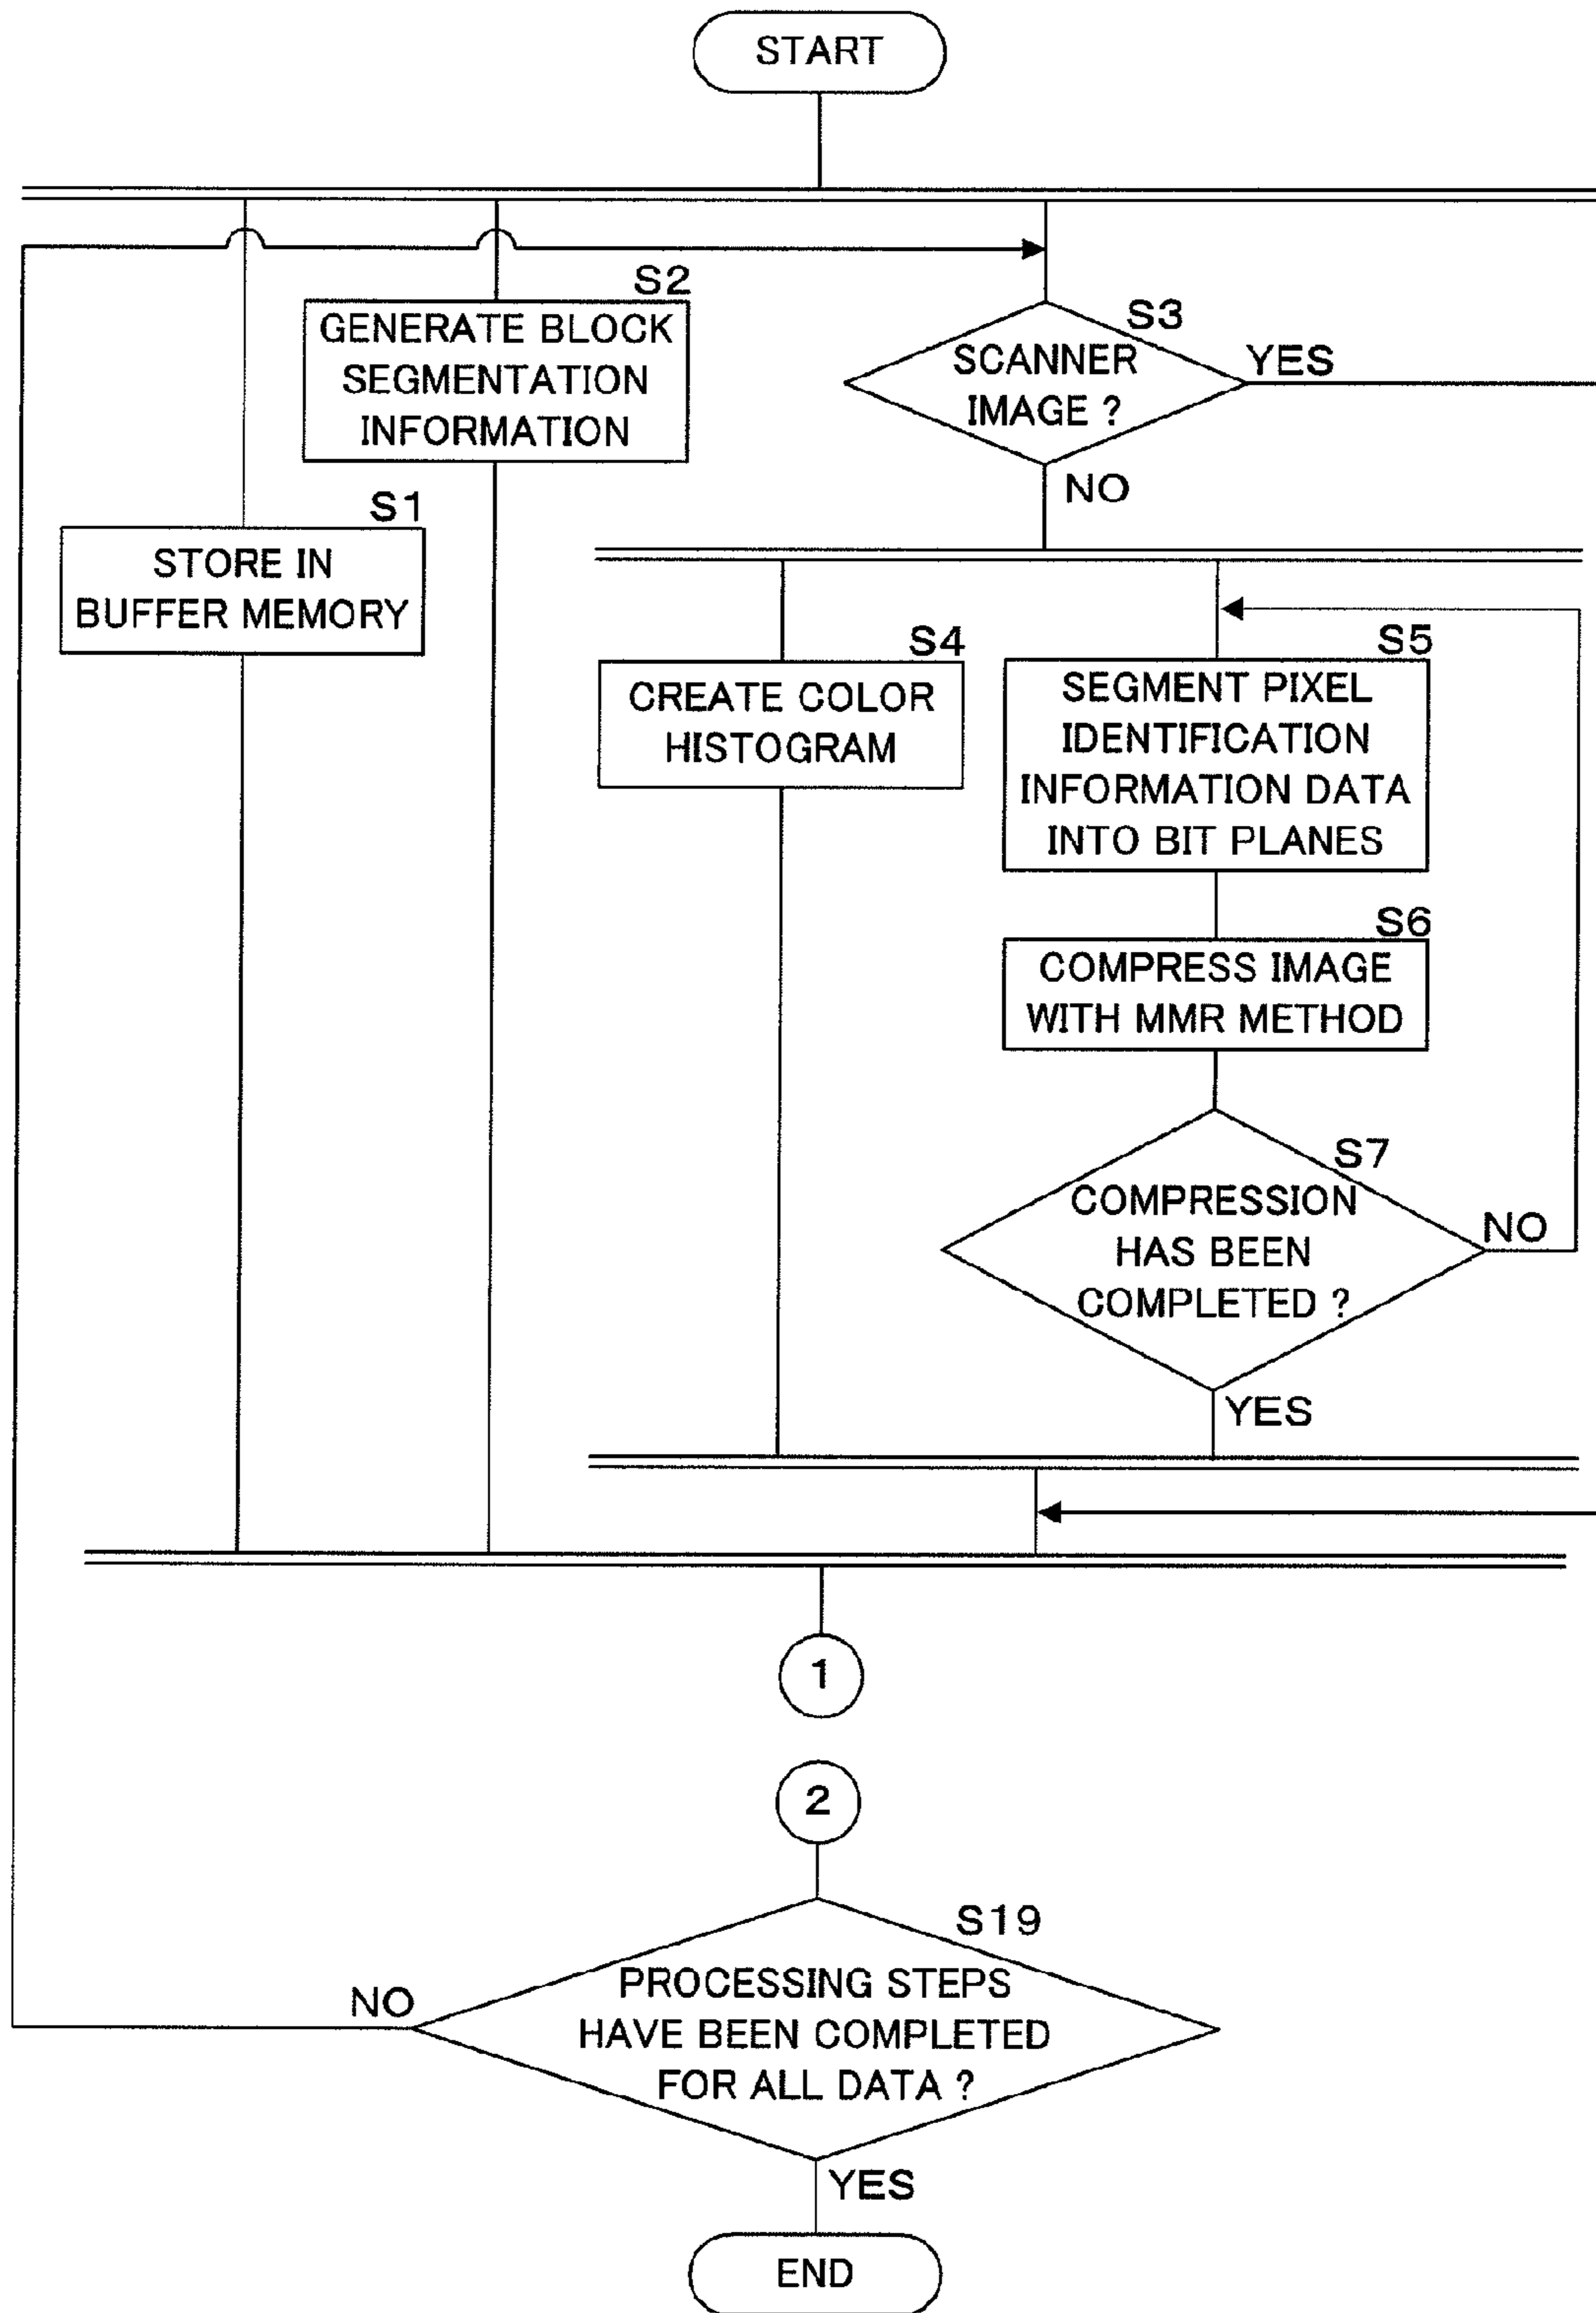 START
S2
GENERATE BLOCK
SEGMENTATION
INFORMATION
S3
SCANNER
IMAGE ?
YES
NO
S1
STORE IN
BUFFER MEMORY
S4
CREATE COLOR
HISTOGRAM
S5
SEGMENT PIXEL
IDENTIFICATION
INFORMATION DATA
INTO BIT PLANES
S6
COMPRESS IMAGE
WITH MMR METHOD
S7
COMPRESSION
HAS BEEN
COMPLETED ?
NO
YES
1
2
S19
PROCESSING STEPS
HAVE BEEN COMPLETED
FOR ALL DATA ?
NO
YES
END